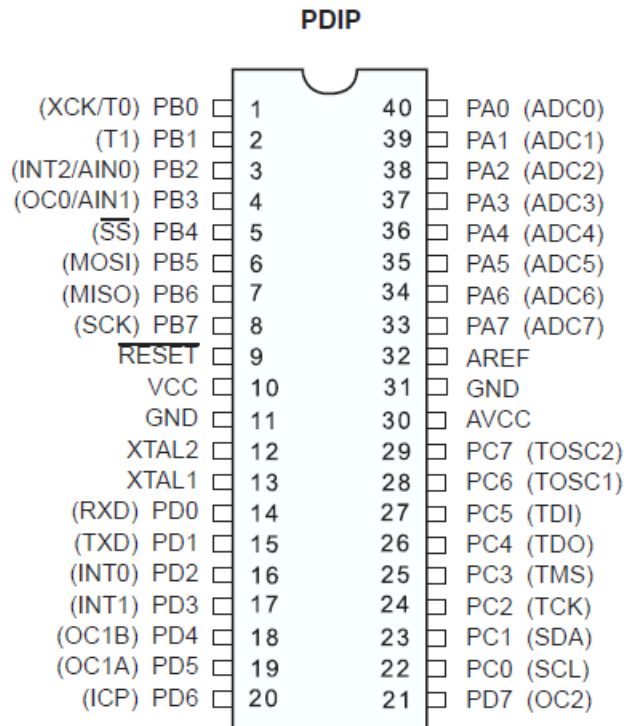 PDIP
(XCK/T0) PB0 1 40 PA0 (ADC0)
(T1) PB1 2 39 PA1 (ADC1)
(INT2/AIN0) PB2 3 38 PA2 (ADC2)
(OC0/AIN1) PB3 4 37 PA3 (ADC3)
(S̅S̅) PB4 5 36 PA4 (ADC4)
(MOSI) PB5 6 35 PA5 (ADC5)
(MISO) PB6 7 34 PA6 (ADC6)
(SCK) PB7 8 33 PA7 (ADC7)
R̅E̅S̅E̅T̅ 9 32 AREF
VCC 10 31 GND
GND 11 30 AVCC
XTAL2 12 29 PC7 (TOSC2)
XTAL1 13 28 PC6 (TOSC1)
(RXD) PD0 14 27 PC5 (TDI)
(TXD) PD1 15 26 PC4 (TDO)
(INT0) PD2 16 25 PC3 (TMS)
(INT1) PD3 17 24 PC2 (TCK)
(OC1B) PD4 18 23 PC1 (SDA)
(OC1A) PD5 19 22 PC0 (SCL)
(ICP) PD6 20 21 PD7 (OC2)